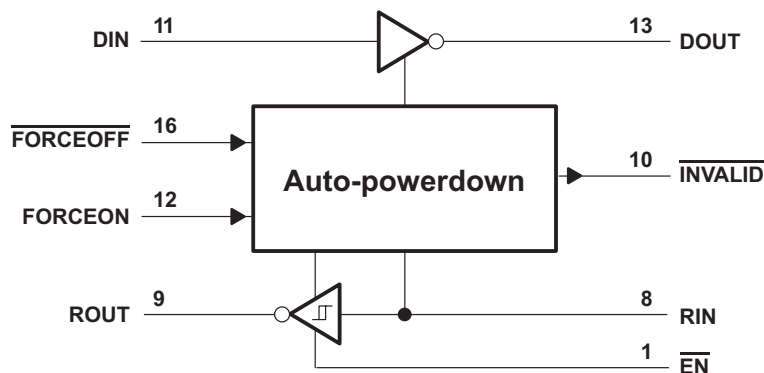 DIN 11 13 DOUT
FORCEOFF 16
Auto-powerdown
10 INVALID
FORCEON 12
ROUT 9 8 RIN
1 EN